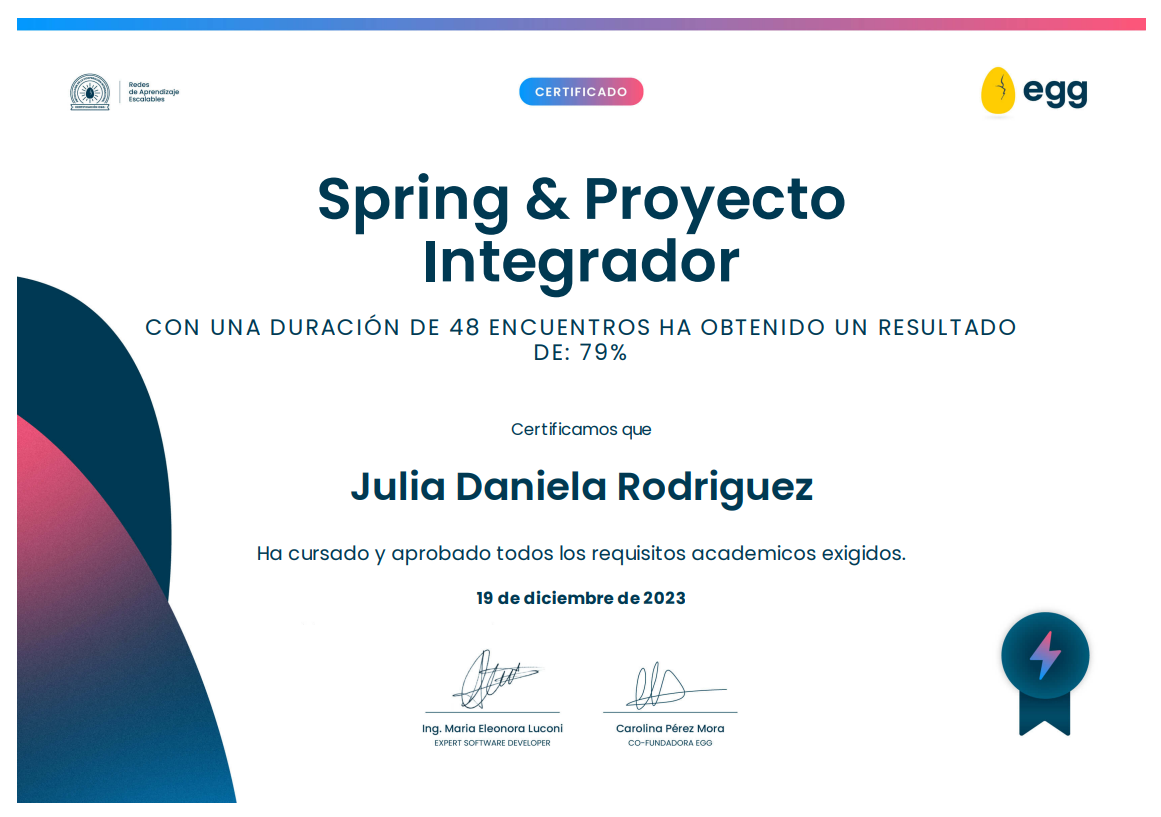 Redes
de Aprendizaje
Escalables
CERTIFICADO
egg
Spring & Proyecto
Integrador
CON UNA DURACIÓN DE 48 ENCUENTROS HA OBTENIDO UN RESULTADO
DE: 79%
Certificamos que
Julia Daniela Rodriguez
Ha cursado y aprobado todos los requisitos academicos exigidos.
19 de diciembre de 2023
Ing. Maria Eleonora Luconi
EXPERT SOFTWARE DEVELOPER
Carolina Pérez Mora
CO-FUNDADORA EGG